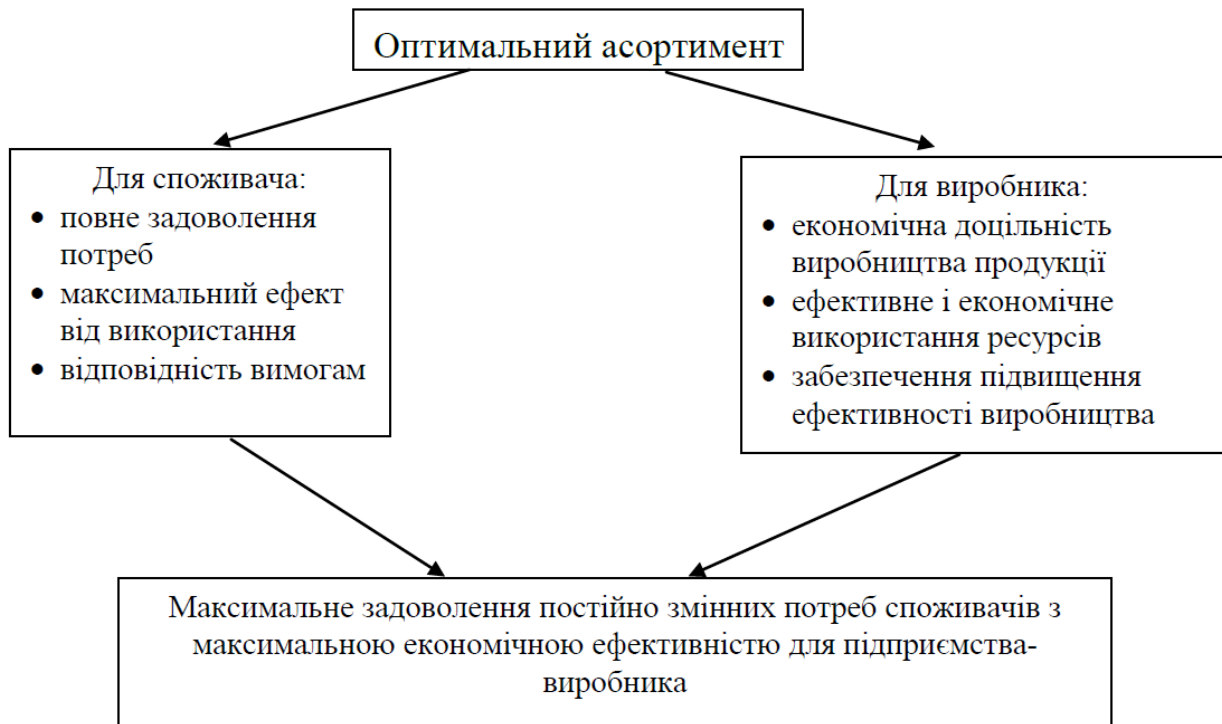 Оптимальний асортимент
Для споживача:
• повне задоволення
потреб
• максимальний ефект
від використання
• відповідність вимогам
Для виробника:
• економічна доцільність
виробництва продукції
• ефективне і економічне
використання ресурсів
• забезпечення підвищення
ефективності виробництва
Максимальне задоволення постійно змінних потреб споживачів з
максимальною економічною ефективністю для підприємства-
виробника